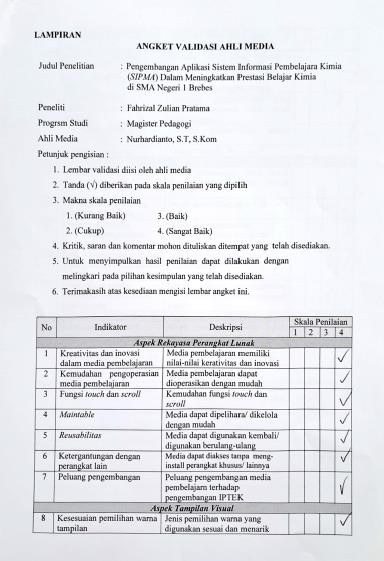 LAMPIRAN
ANGKET VALIDASI AHLI MEDIA
Judul Penelitian : Pengembangan Aplikasi Sistem Informasi Pembelajara Kimia
(SIPMA) Dalam Meningkatkan Prestasi Belajar Kimia
di SMA Negeri 1 Brebes
Peneliti : Fahrizal Zulian Pratama
Progrsm Studi : Magister Pedagogi
Ahli Media : Nurhardianto, S.T, S.Kom
Petunjuk pengisian :
1. Lembar validasi diisi oleh ahli media
2. Tanda (√) diberikan pada skala penilaian yang dipilih
3. Makna skala penilaian
1. (Kurang Baik) 3. (Baik)
2. (Cukup) 4. (Sangat Baik)
4. Kritik, saran dan komentar mohon dituliskan ditempat yang telah disediakan.
5. Untuk menyimpulkan hasil penilaian dapat dilakukan dengan
melingkari pada pilihan kesimpulan yang telah disediakan.
6. Terimakasih atas kesediaan mengisi lembar angket ini.
No Indikator Deskripsi Skala Penilaian
1 2 3 4
Aspek Rekayasa Perangkat Lunak
1 Kreativitas dan inovasi Media pembelajaran memiliki √
dalam media pembelajaran nilai-nilai kerativitas dan inovasi
2 Kemudahan pengoperasian Media pembelajaran dapat √
media pembelajaran dioperasikan dengan mudah
3 Fungsi touch dan scroll Kemudahan fungsi touch dan √
scroll
4 Maintable Media dapat dipelihara/ dikelola √
dengan mudah
5 Reusabilitas Media dapat digunakan kembali/ √
digunakan berulang-ulang
6 Ketergantungan dengan Media dapat diakses tanpa meng- √
perangkat lain install perangkat khusus/ lainnya
7 Peluang pengembangan Peluang pengembangan media √
pembelajarn terhadap
pengembangan IPTEK
Aspek Tampilan Visual
8 Kesesuaian pemilihan warna Jenis pemilihan warna yang √
tampilan digunakan sesuai dan menarik